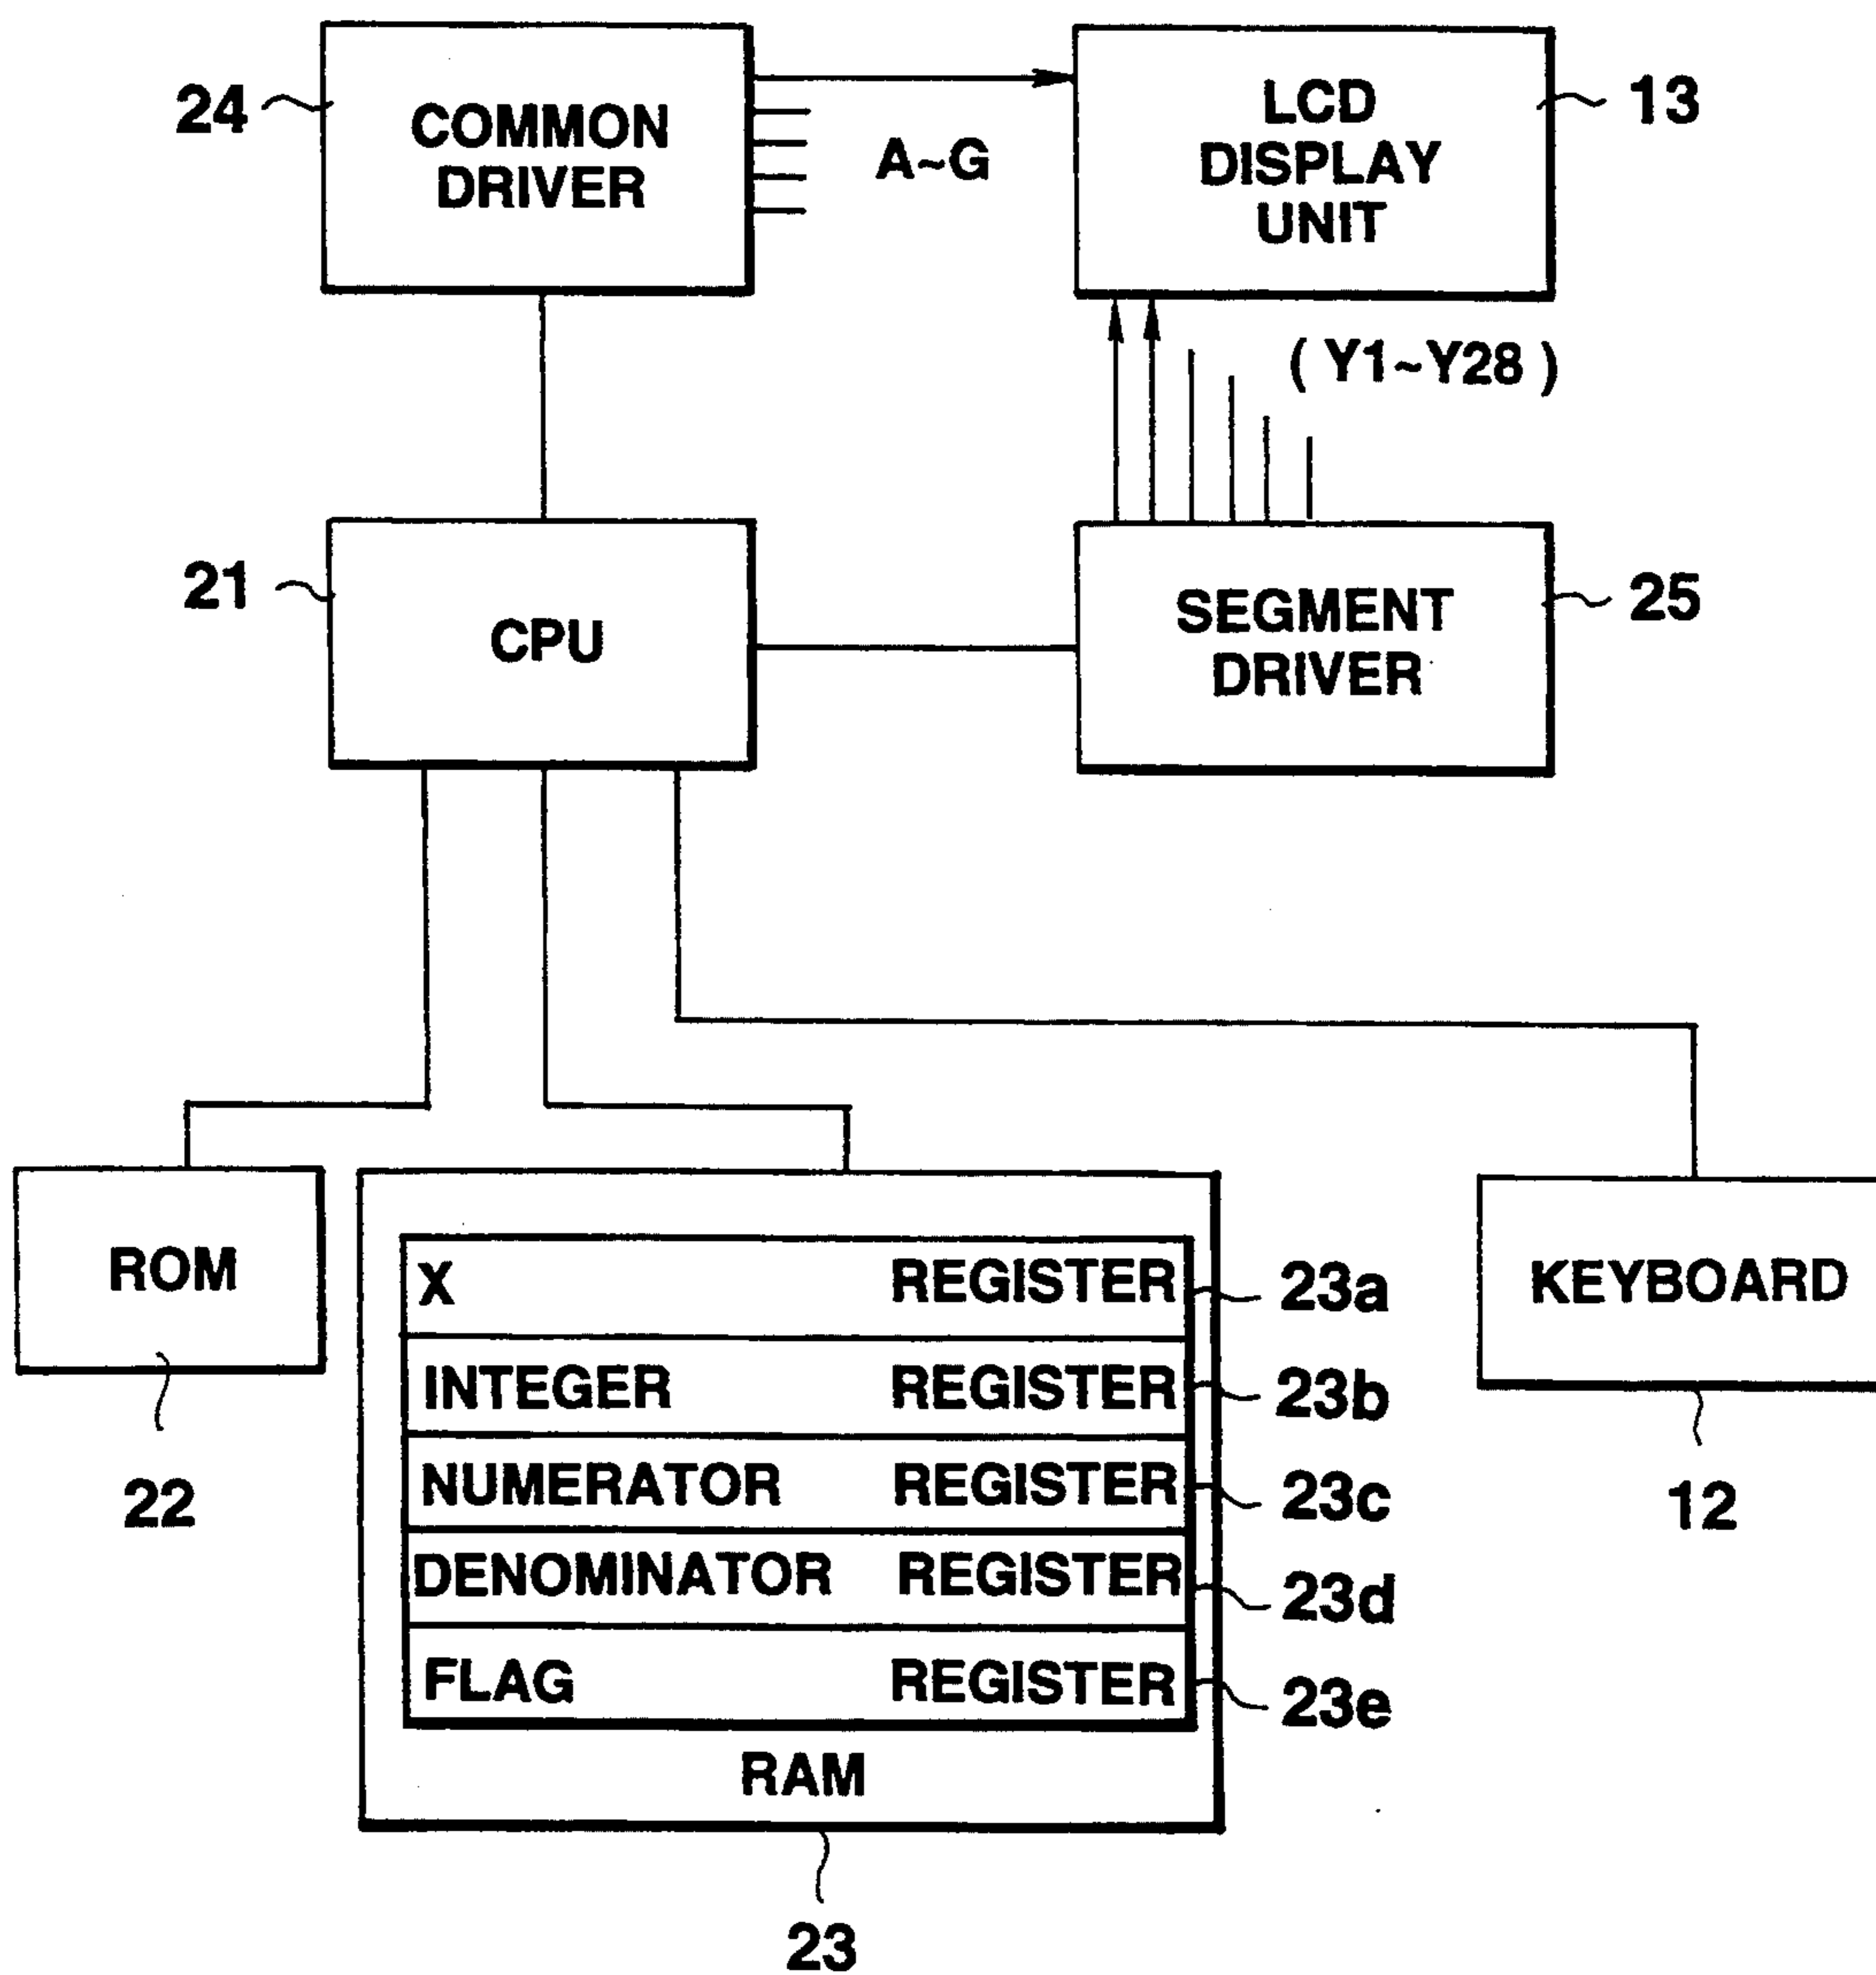 24
COMMON
DRIVER
A~G
LCD
DISPLAY
UNIT
13
( Y1~Y28 )
21
CPU
SEGMENT
DRIVER
25
ROM
22
X REGISTER 23a
INTEGER REGISTER 23b
NUMERATOR REGISTER 23c
DENOMINATOR REGISTER 23d
FLAG REGISTER 23e
RAM
23
KEYBOARD
12